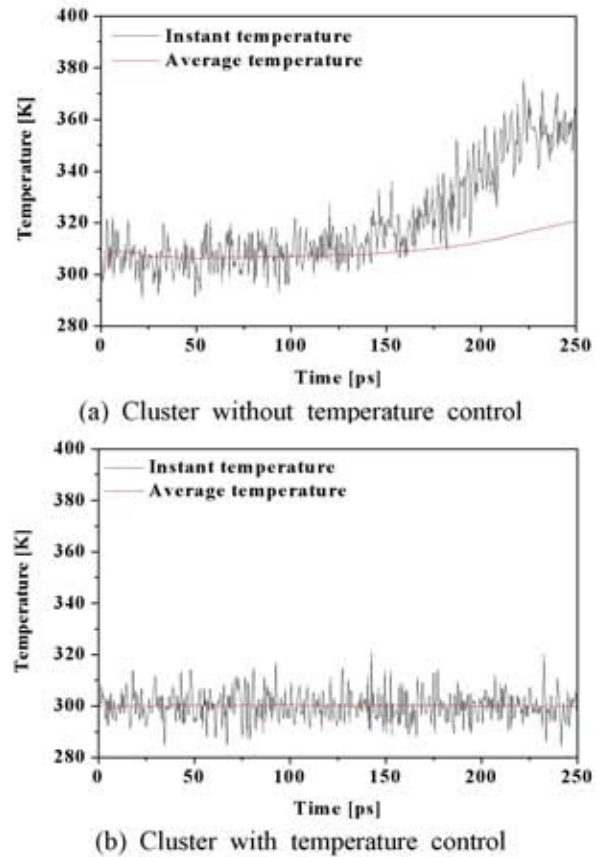 400
380
360
340
320
300
280
Temperature [K]
Instant temperature
Average temperature
0 50 100 150 200 250
Time [ps]
(a) Cluster without temperature control
400
380
360
340
320
300
280
Temperature [K]
Instant temperature
Average temperature
0 50 100 150 200 250
Time [ps]
(b) Cluster with temperature control